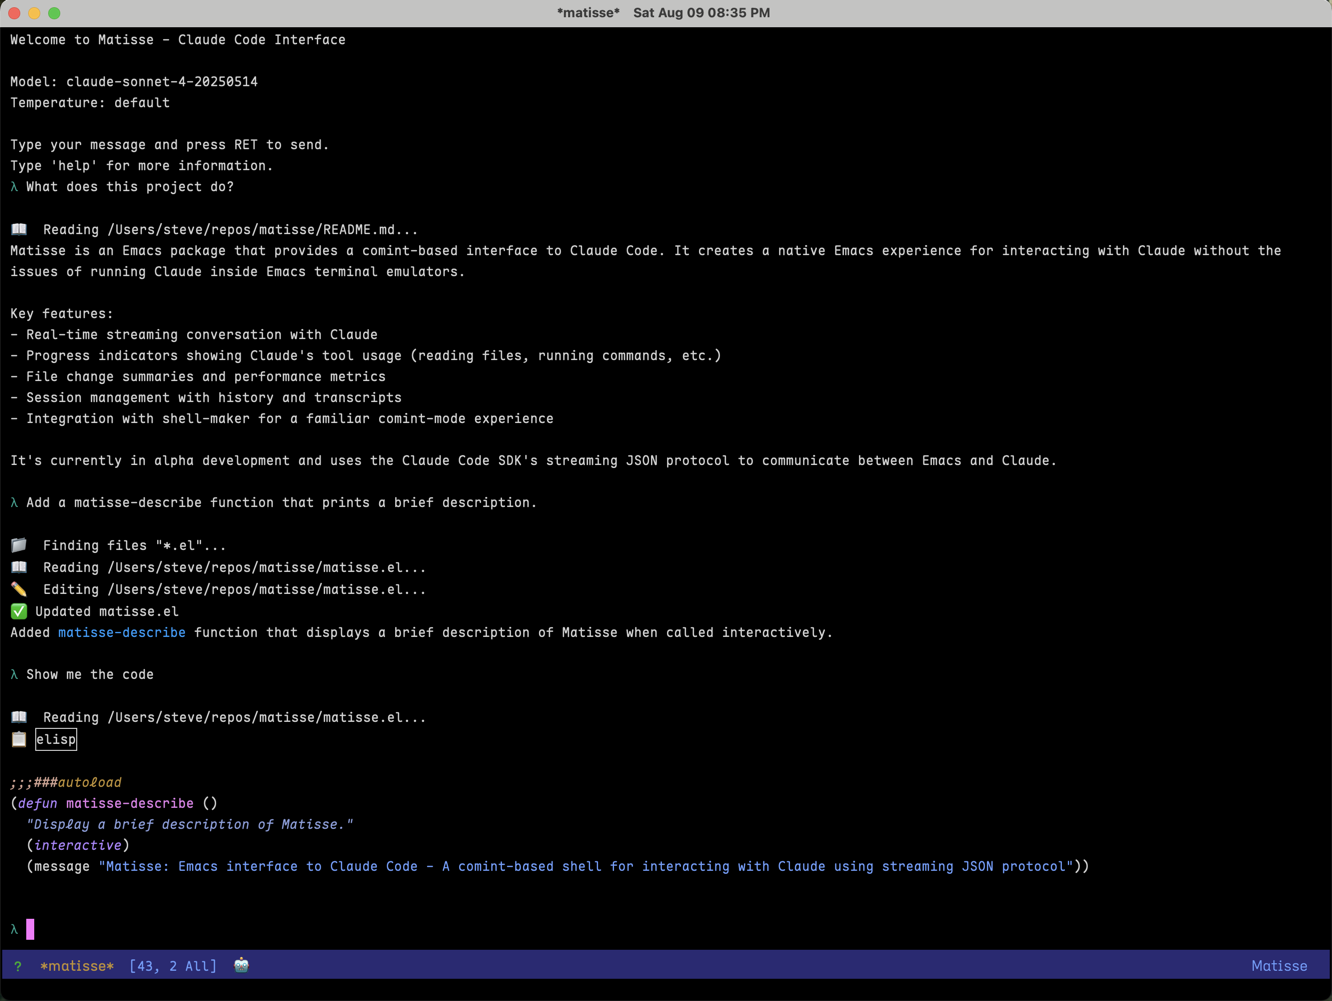 *matisse* Sat Aug 09 08:35 PM
Welcome to Matisse - Claude Code Interface
Model: claude-sonnet-4-20250514
Temperature: default
Type your message and press RET to send.
Type 'help' for more information.
λ What does this project do?
Reading /Users/steve/repos/matisse/README.md...
Matisse is an Emacs package that provides a comint-based interface to Claude Code. It creates a native Emacs experience for interacting with Claude without the
issues of running Claude inside Emacs terminal emulators.
Key features:
- Real-time streaming conversation with Claude
- Progress indicators showing Claude's tool usage (reading files, running commands, etc.)
- File change summaries and performance metrics
- Session management with history and transcripts
- Integration with shell-maker for a familiar comint-mode experience
It's currently in alpha development and uses the Claude Code SDK's streaming JSON protocol to communicate between Emacs and Claude.
λ Add a matisse-describe function that prints a brief description.
Finding files "*.el"...
Reading /Users/steve/repos/matisse/matisse.el...
Editing /Users/steve/repos/matisse/matisse.el...
Updated matisse.el
Added matisse-describe function that displays a brief description of Matisse when called interactively.
λ Show me the code
Reading /Users/steve/repos/matisse/matisse.el...
elisp
;;;###autoload
(defun matisse-describe ()
"Display a brief description of Matisse."
(interactive)
(message "Matisse: Emacs interface to Claude Code - A comint-based shell for interacting with Claude using streaming JSON protocol"))
λ
? *matisse* [43, 2 All] Matisse